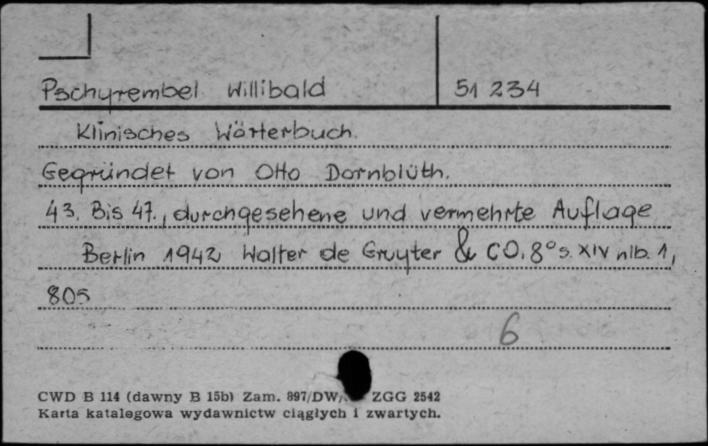 Pschyrembel Willibald 51 234
Klinisches Wörterbuch.
Gegründet von Otto Dornblüth.
43. Bis 47., durchgesehene und vermehrte Auflage
Berlin 1942 Walter de Gruyter & CO. 8° s. XIV nlb. 1,
805
6
CWD B 114 (dawny B 15b) Zam. 897/DW/ ZGG 2542
Karta katalogowa wydawnictw ciągłych i zwartych.